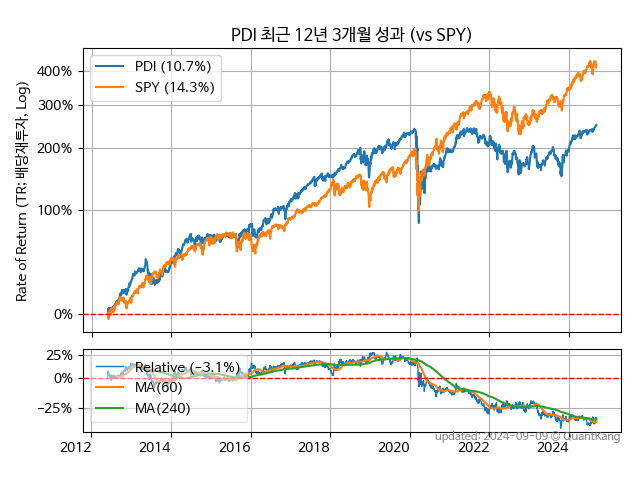 PDI 최근 12년 3개월 성과 (vs SPY)
Rate of Return (TR: 배당재투자, Log)
400%
300%
200%
100%
0%
PDI (10.7%)
SPY (14.3%)
25%
0%
−25%
Relative (−3.1%)
MA(60)
MA(240)
2012
2014
2016
2018
2020
2022
2024
updated: 2024-09-09 © QuantKang